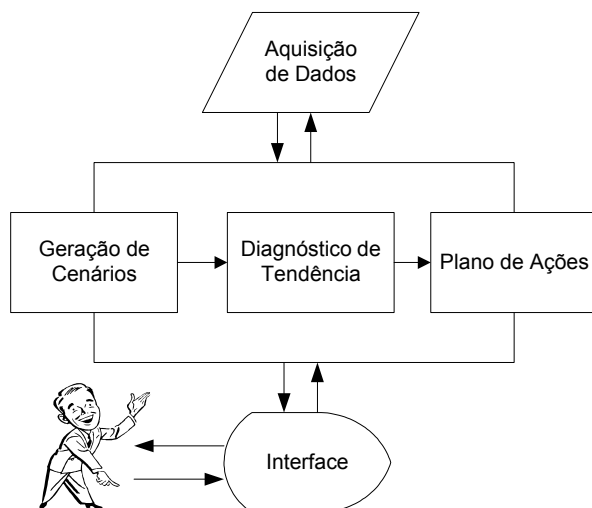 Aquisição
de Dados
Geração de
Cenários
Diagnóstico de
Tendência
Plano de Ações
Interface